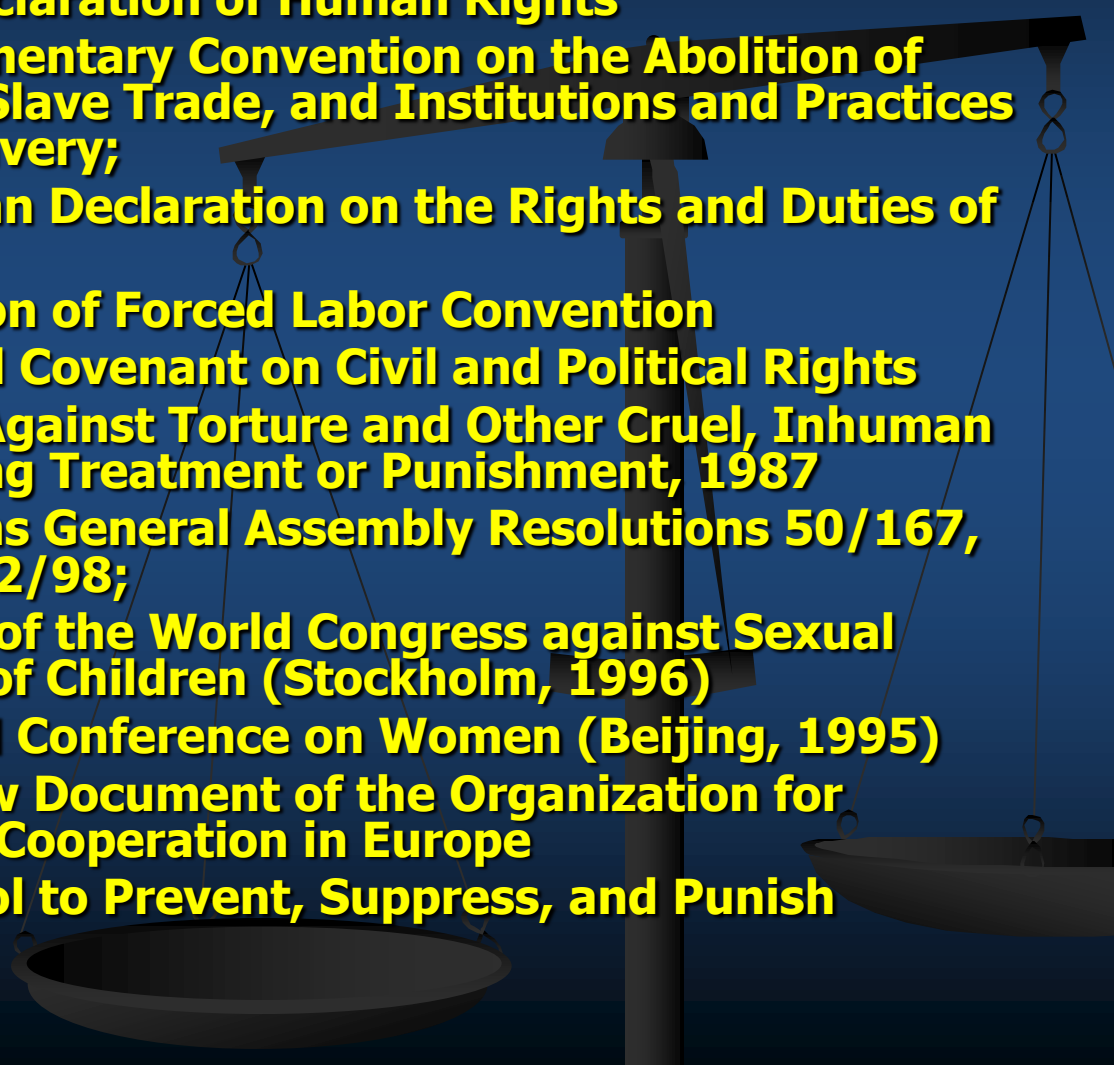 claration of Human Rights
mentary Convention on the Abolition of
Slave Trade, and Institutions and Practices
very;
n Declaration on the Rights and Duties of
on of Forced Labor Convention
Covenant on Civil and Political Rights
Against Torture and Other Cruel, Inhuman
ng Treatment or Punishment, 1987
ns General Assembly Resolutions 50/167,
2/98;
of the World Congress against Sexual
of Children (Stockholm, 1996)
Conference on Women (Beijing, 1995)
w Document of the Organization for
Cooperation in Europe
ol to Prevent, Suppress, and Punish